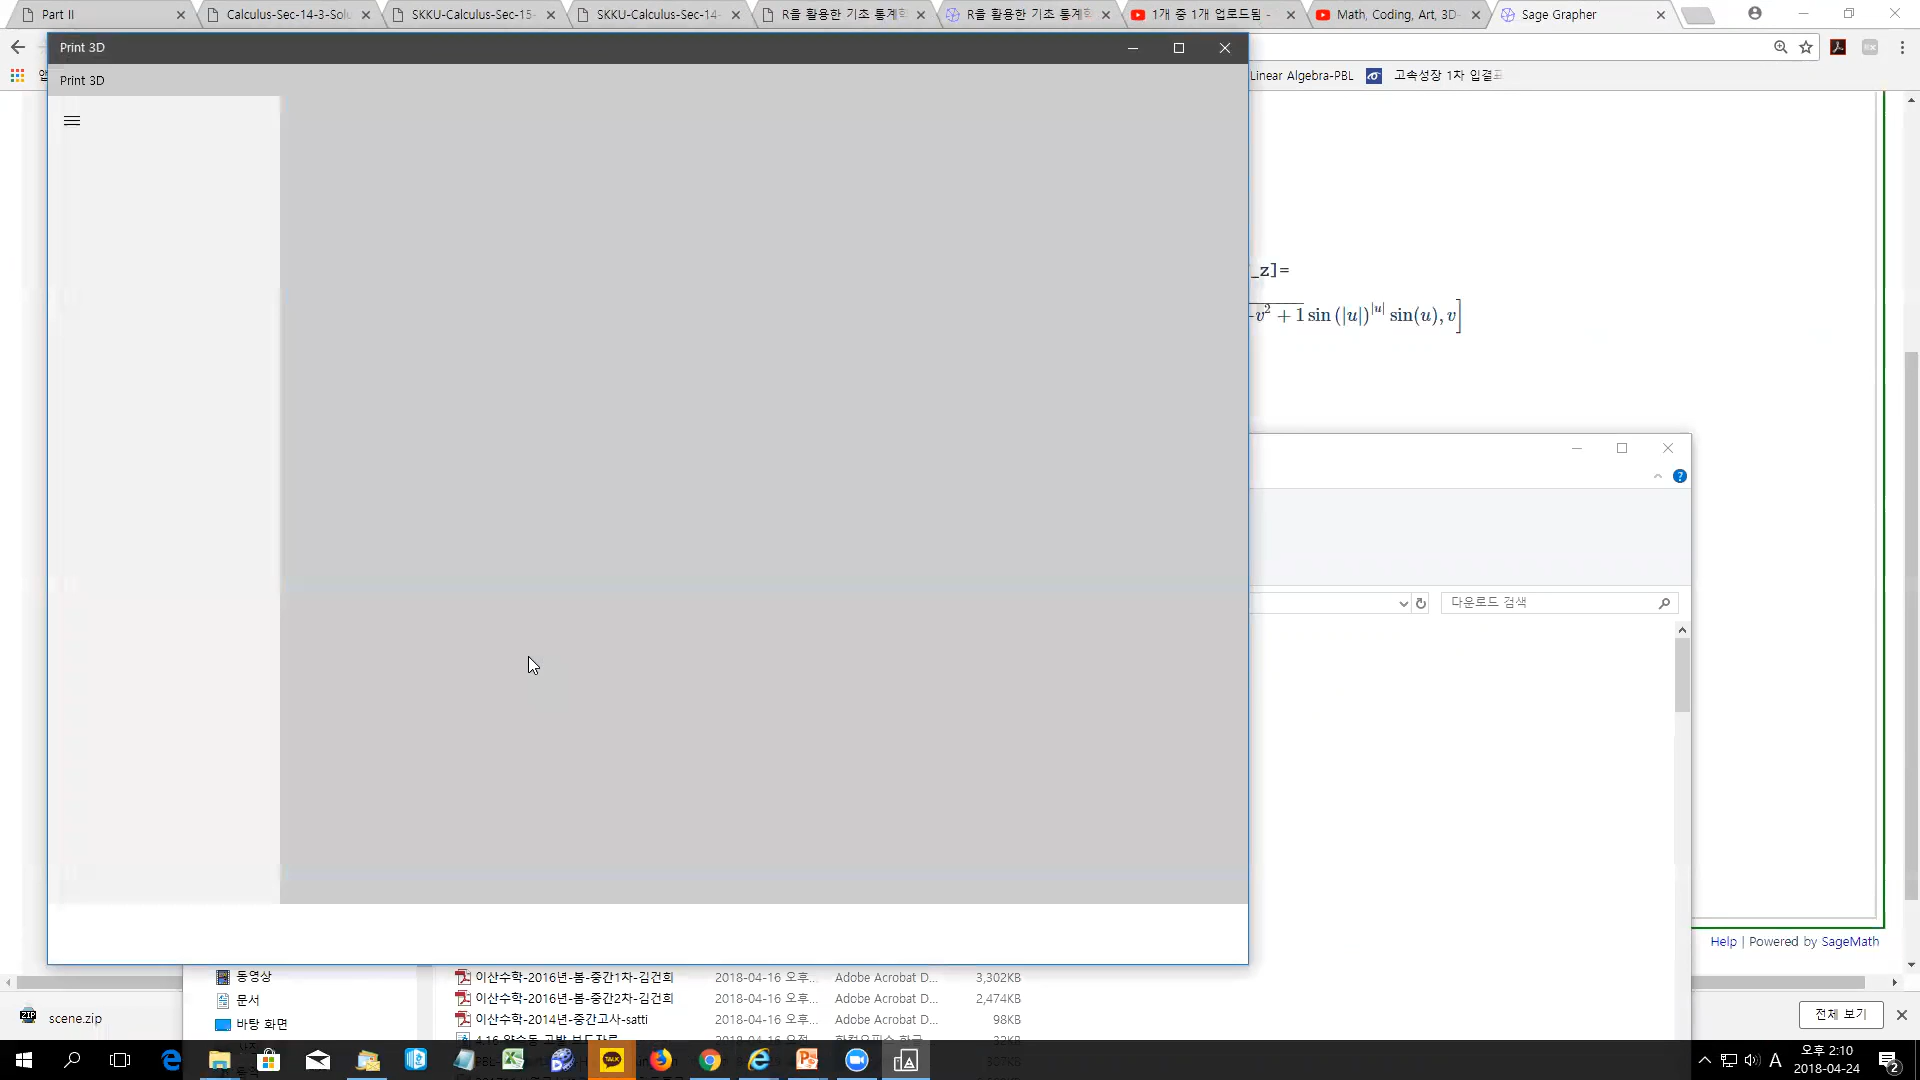 Part II
Calculus-Sec-14-3-Solu
SKKU-Calculus-Sec-15-
SKKU-Calculus-Sec-14-
R을 활용한 기초 통계학
R을 활용한 기초 통계학
1개 중 1개 업로드됨 -
Math, Coding, Art, 3D-
Sage Grapher
Print 3D
Print 3D
Linear Algebra-PBL
고속성장 1차 입결표
_z]=
-v² + 1 sin (|u|)^|u| sin(u), v]
다운로드 검색
Help | Powered by SageMath
동영상
이산수학-2016년-봄-중간1차-김건희 2018-04-16 오후... Adobe Acrobat D... 3,302KB
문서
이산수학-2016년-봄-중간2차-김건희 2018-04-16 오후... Adobe Acrobat D... 2,474KB
바탕 화면
이산수학-2014년-중간고사-satti 2018-04-16 오후... Adobe Acrobat D... 98KB
scene.zip
전체 보기
TALK
A
오후 2:10
2018-04-24
2